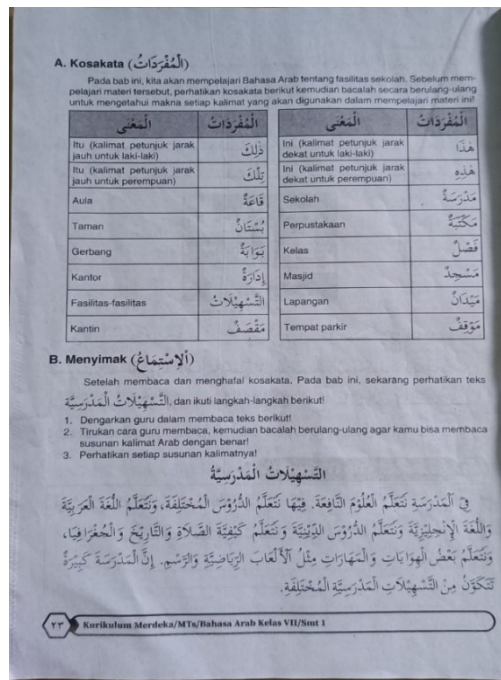 A. Kosakata (الْمُفْرَدَاتُ)
Pada bab ini, kita akan mempelajari Bahasa Arab tentang fasilitas sekolah. Sebelum mem-
pelajari materi tersebut, perhatikan kosakata berikut kemudian bacalah secara berulang-ulang
untuk mengetahui makna setiap kalimat yang akan digunakan dalam mempelajari materi ini!
الْمَعْنَى الْمُفْرَدَاتُ الْمَعْنَى الْمُفْرَدَاتُ
Itu (kalimat petunjuk jarak jauh untuk laki-laki) ذٰلِكَ Ini (kalimat petunjuk jarak dekat untuk laki-laki) هٰذَا
Itu (kalimat petunjuk jarak jauh untuk perempuan) تِلْكَ Ini (kalimat petunjuk jarak dekat untuk perempuan) هٰذِهِ
Aula قَاعَةٌ Sekolah مَدْرَسَةٌ
Taman بُسْتَانٌ Perpustakaan مَكْتَبَةٌ
Gerbang بَوَابَةٌ Kelas فَصْلٌ
Kantor إِدَارَةٌ Masjid مَسْجِدٌ
Fasilitas-fasilitas التَّسْهِيْلَاتُ Lapangan مَيْدَانٌ
Kantin مَقْصَفٌ Tempat parkir مَوْقِفٌ
B. Menyimak (اَلْاِسْتِمَاعُ)
Setelah membaca dan menghafal kosakata. Pada bab ini, sekarang perhatikan teks
التَّسْهِيْلَاتُ الْمَدْرَسِيَّةُ, dan ikuti langkah-langkah berikut!
1. Dengarkan guru dalam membaca teks berikut!
2. Tirukan cara guru membaca, kemudian bacalah berulang-ulang agar kamu bisa membaca
susunan kalimat Arab dengan benar!
3. Perhatikan setiap susunan kalimatnya!
التَّسْهِيْلَاتُ الْمَدْرَسِيَّةُ
فِي الْمَدْرَسَةِ نَتَعَلَّمُ الْعُلُوْمَ النَّافِعَةَ. فِيْهَا نَتَعَلَّمُ الدُّرُوْسَ الْمُخْتَلِفَةَ، وَنَتَعَلَّمُ اللُّغَةَ الْعَرَبِيَّةَ
وَاللُّغَةَ الْإِنْجِلِيْزِيَّةَ وَنَتَعَلَّمُ الدُّرُوْسَ الدِّيْنِيَّةَ وَنَتَعَلَّمُ كَيْفِيَّةَ الصَّلَاةِ وَالتَّارِيْخَ وَالْجُغْرَافِيَا،
وَنَتَعَلَّمُ بَعْضُ الْهِوَايَاتِ وَالْمَهَارَاتِ مِثْلُ الْأَلْعَابِ الرِّيَاضِيَّةِ وَالرَّسْمِ. إِنَّ الْمَدْرَسَةَ كَبِيْرَةٌ
تَتَكَوَّنُ مِنَ التَّسْهِيْلَاتِ الْمَدْرَسِيَّةِ الْمُخْتَلِفَةِ.
٢٣ Kurikulum Merdeka/MTs/Bahasa Arab Kelas VII/Smt 1